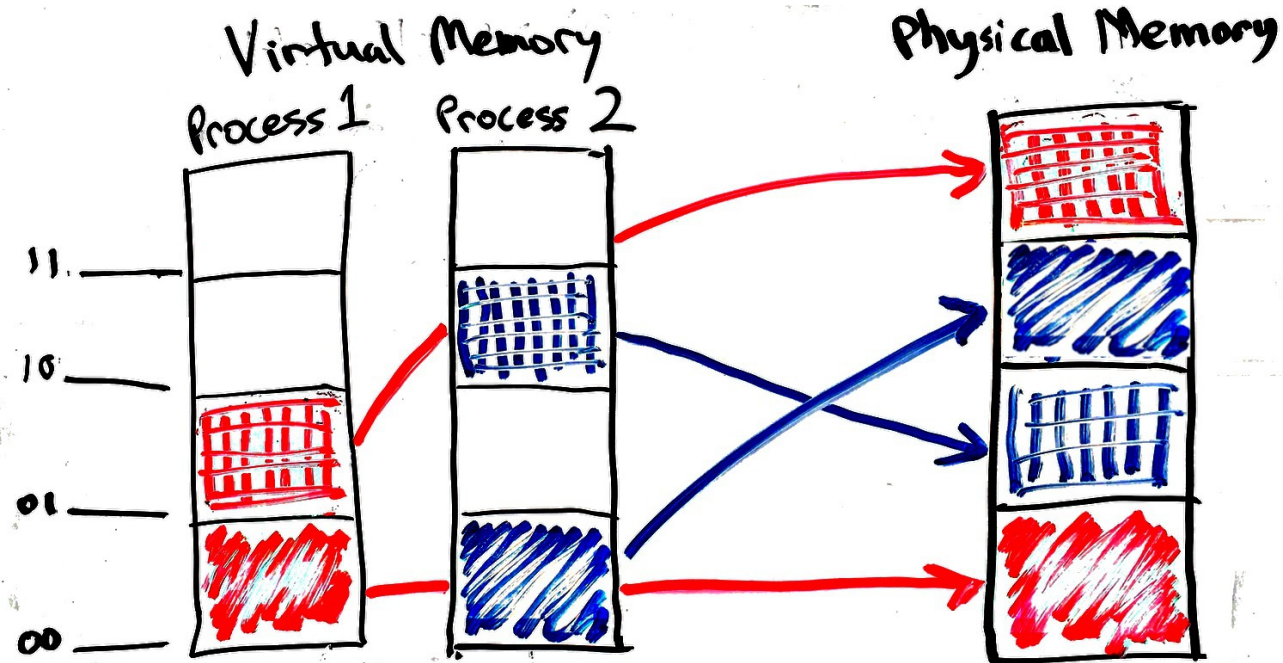 Virtual Memory
Physical Memory
Process 1
Process 2
11
10
01
00